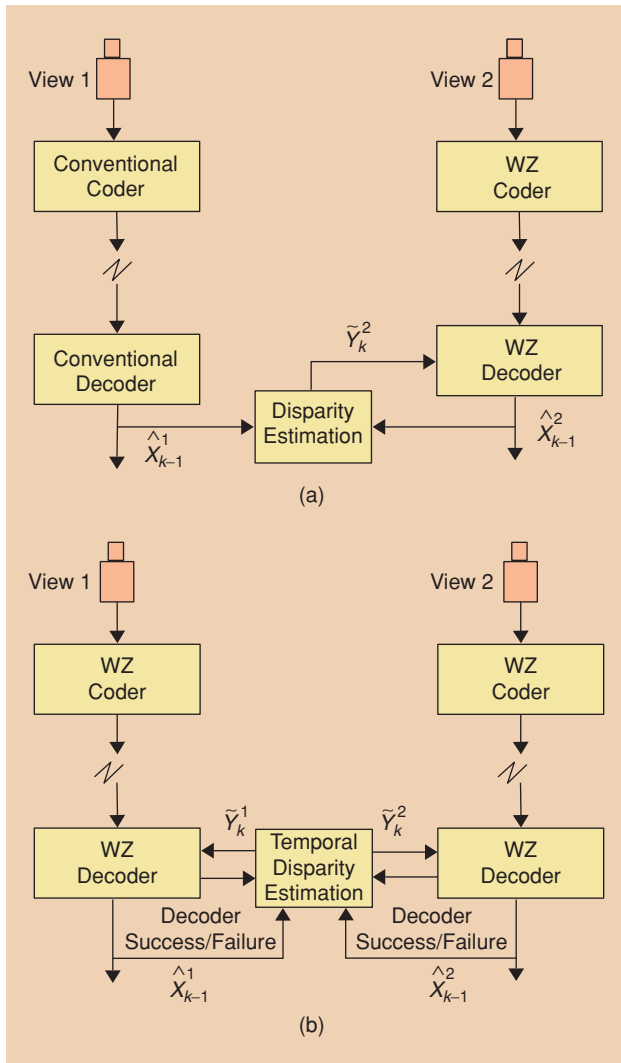 View 1
View 2
Conventional
Coder
WZ
Coder
Conventional
Decoder
Ỹ²ₖ
WZ
Decoder
Disparity
Estimation
X̂¹ₖ₋₁
X̂²ₖ₋₁
(a)
View 1
View 2
WZ
Coder
WZ
Coder
WZ
Decoder
Ỹ¹ₖ
Temporal
Disparity
Estimation
Ỹ²ₖ
WZ
Decoder
Decoder
Success/Failure
Decoder
Success/Failure
X̂¹ₖ₋₁
X̂²ₖ₋₁
(b)